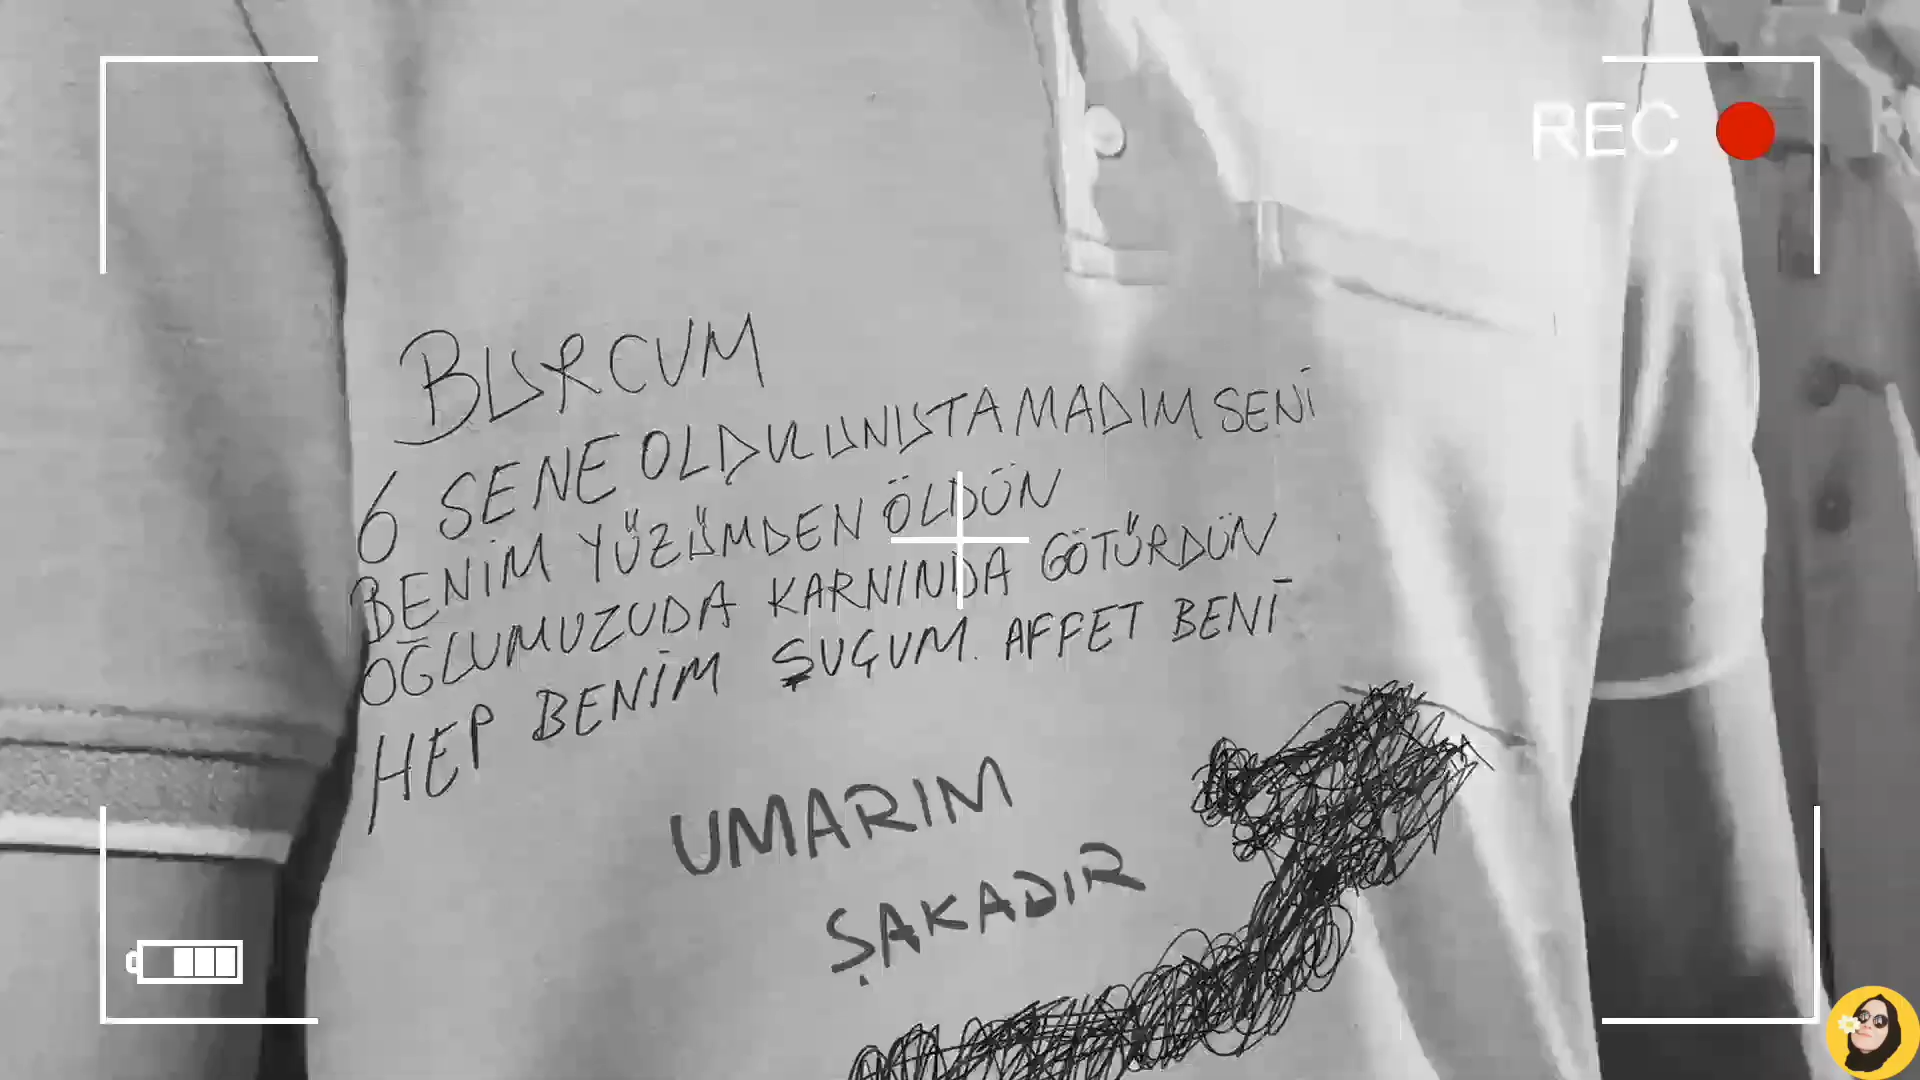 REC
BURCUM
6 SENE OLDU UNUTAMADIM SENİ
BENİM YÜZÜMDEN ÖLDÜN
OĞLUMUZUDA KARNINDA GÖTÜRDÜN
HEP BENİM SUÇUM. AFFET BENİ
UMARIM
ŞAKADIR